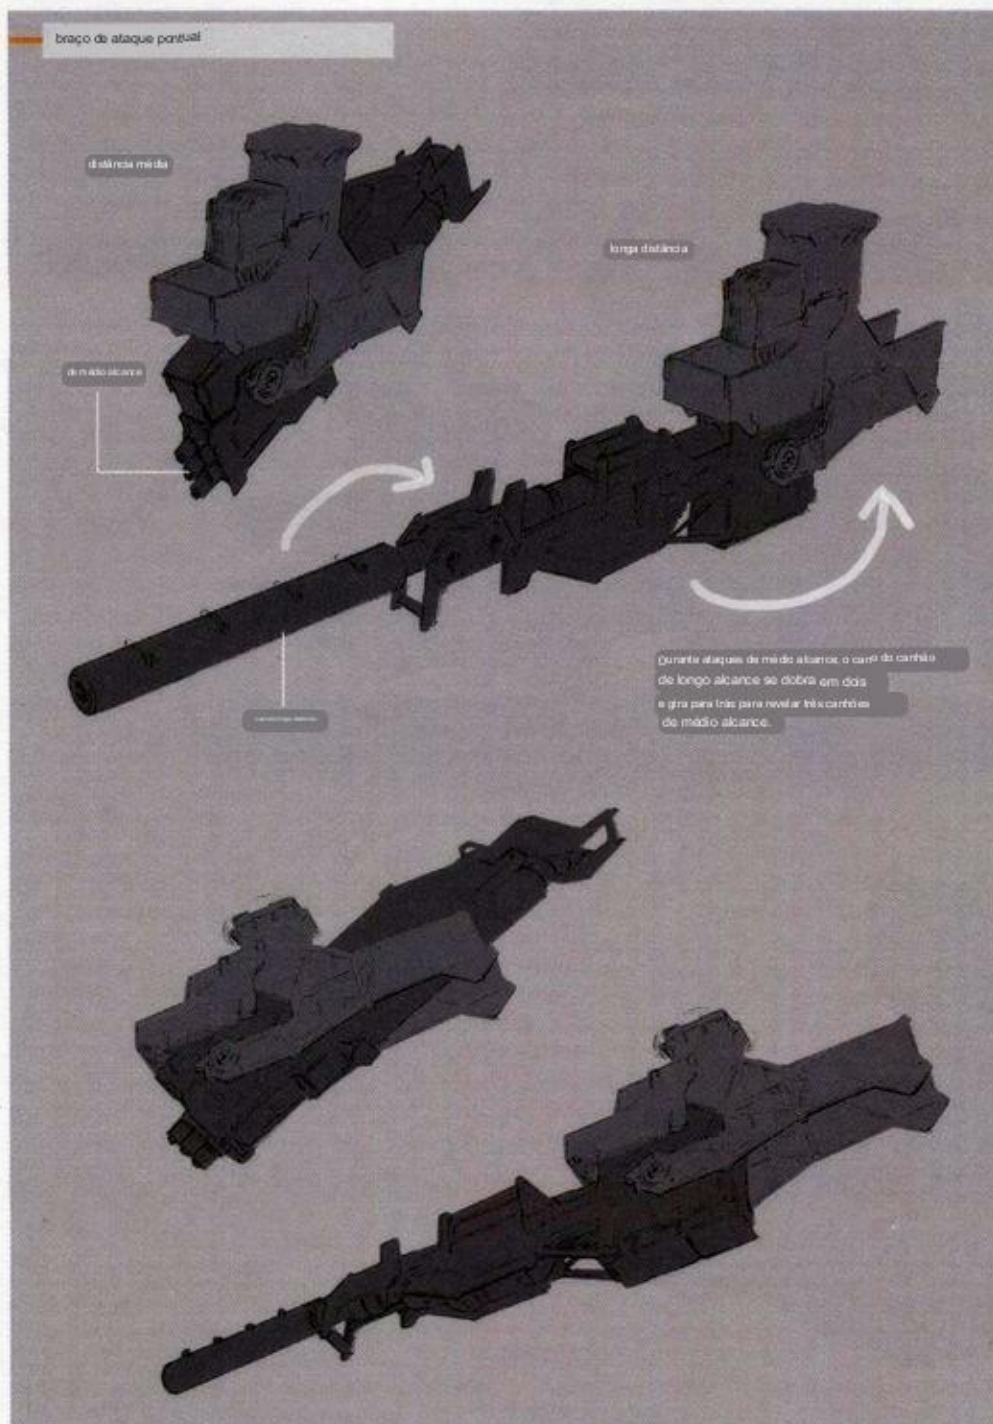 braço de ataque pontual
distância média
longa distância
de médio alcance
Durante ataques de médio alcance, o cano do canhão
de longo alcance se dobra em dois
e gira para trás para revelar três canhões
de médio alcance.